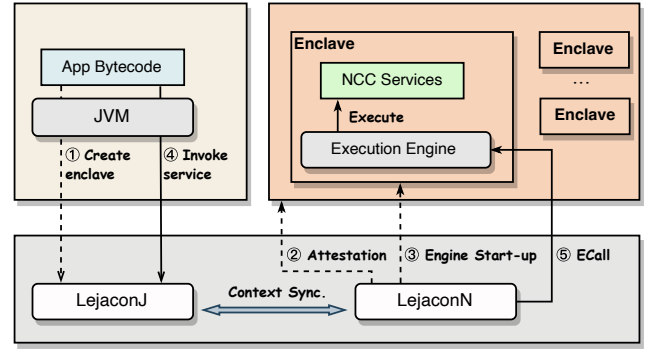 App Bytecode
JVM
① Create
enclave
④ Invoke
service
Enclave
NCC Services
Execute
Execution Engine
Enclave
...
Enclave
② Attestation
③ Engine Start-up
⑤ ECall
LejaconJ
Context Sync.
LejaconN